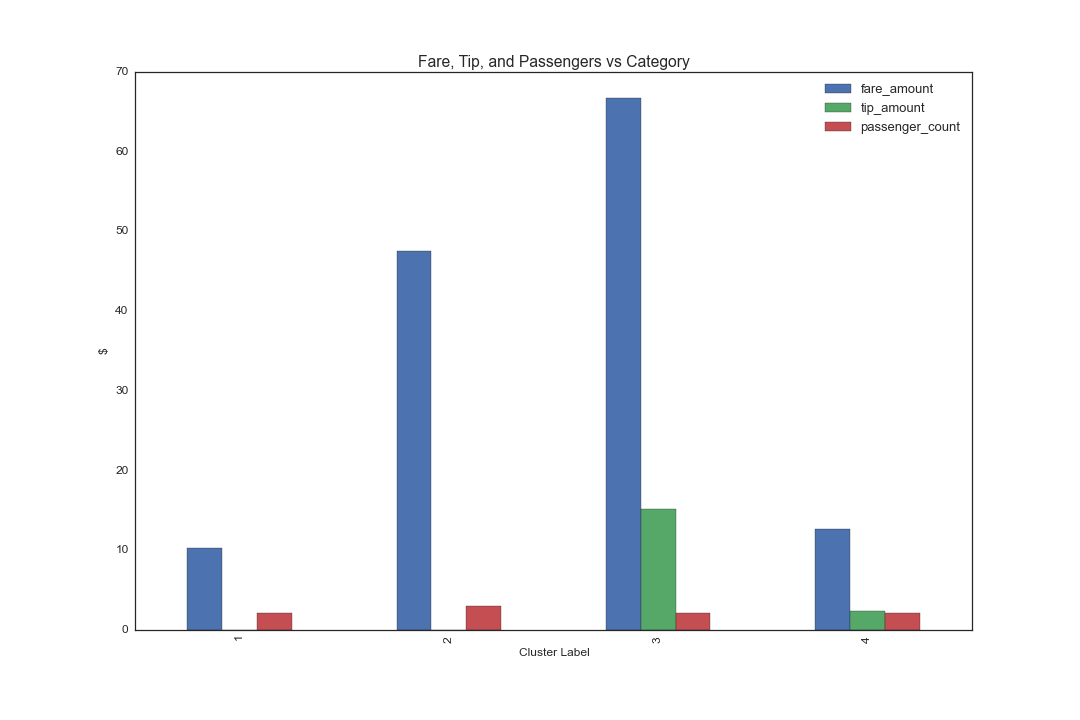 Fare, Tip, and Passengers vs Category
70
60
50
40
30
20
10
0
$
fare_amount
tip_amount
passenger_count
1
2
3
4
Cluster Label